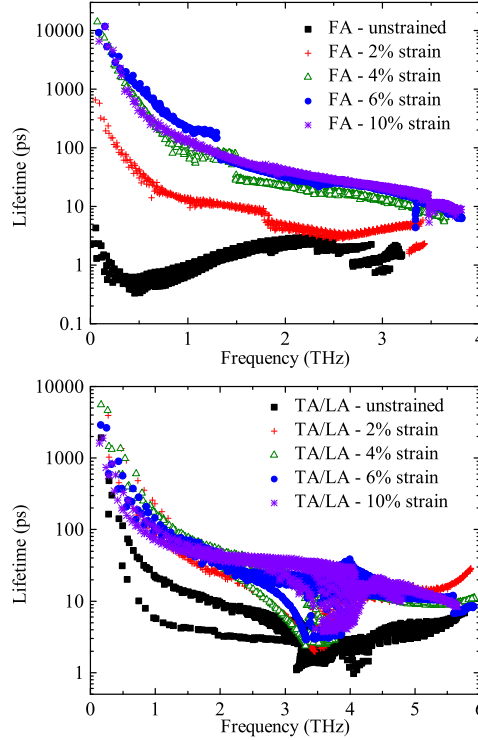 10000
1000
100
10
1
0.1
Lifetime (ps)
FA - unstrained
FA - 2% strain
FA - 4% strain
FA - 6% strain
FA - 10% strain
0 1 2 3 4
Frequency (THz)
10000
1000
100
10
1
Lifetime (ps)
TA/LA - unstrained
TA/LA - 2% strain
TA/LA - 4% strain
TA/LA - 6% strain
TA/LA - 10% strain
0 1 2 3 4 5 6
Frequency (THz)